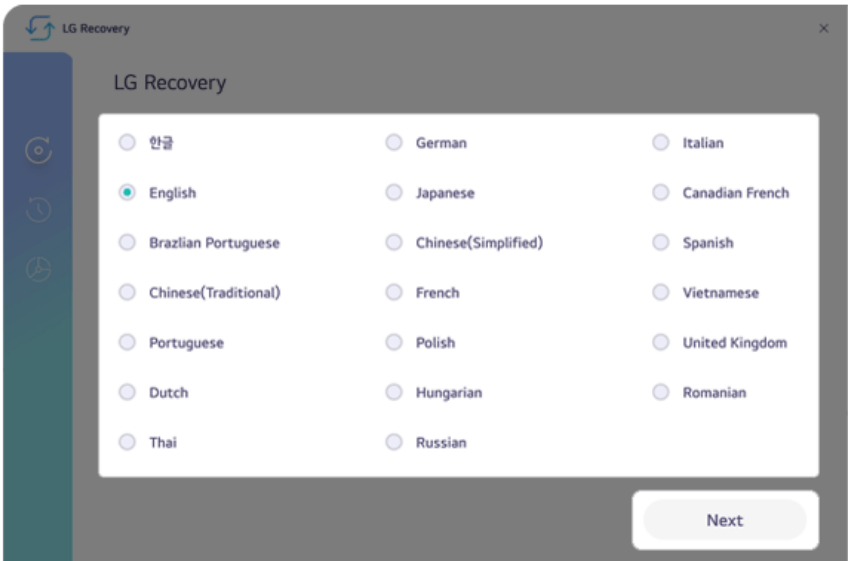 LG Recovery
LG Recovery
한글 German Italian
English Japanese Canadian French
Brazlian Portuguese Chinese(Simplified) Spanish
Chinese(Traditional) French Vietnamese
Portuguese Polish United Kingdom
Dutch Hungarian Romanian
Thai Russian
Next